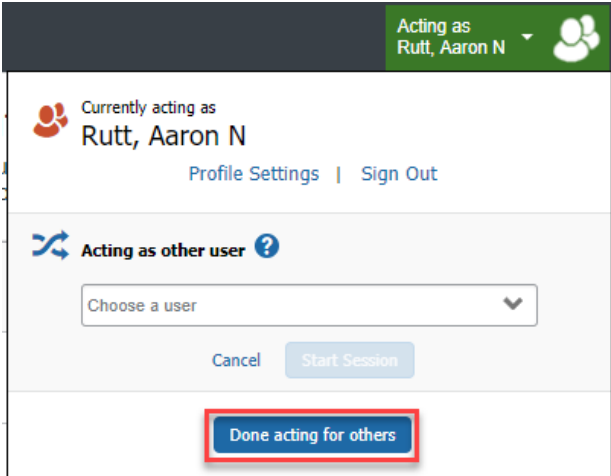 Acting as
Rutt, Aaron N
Currently acting as
Rutt, Aaron N
Profile Settings | Sign Out
Acting as other user ?
Choose a user
Cancel Start Session
Done acting for others